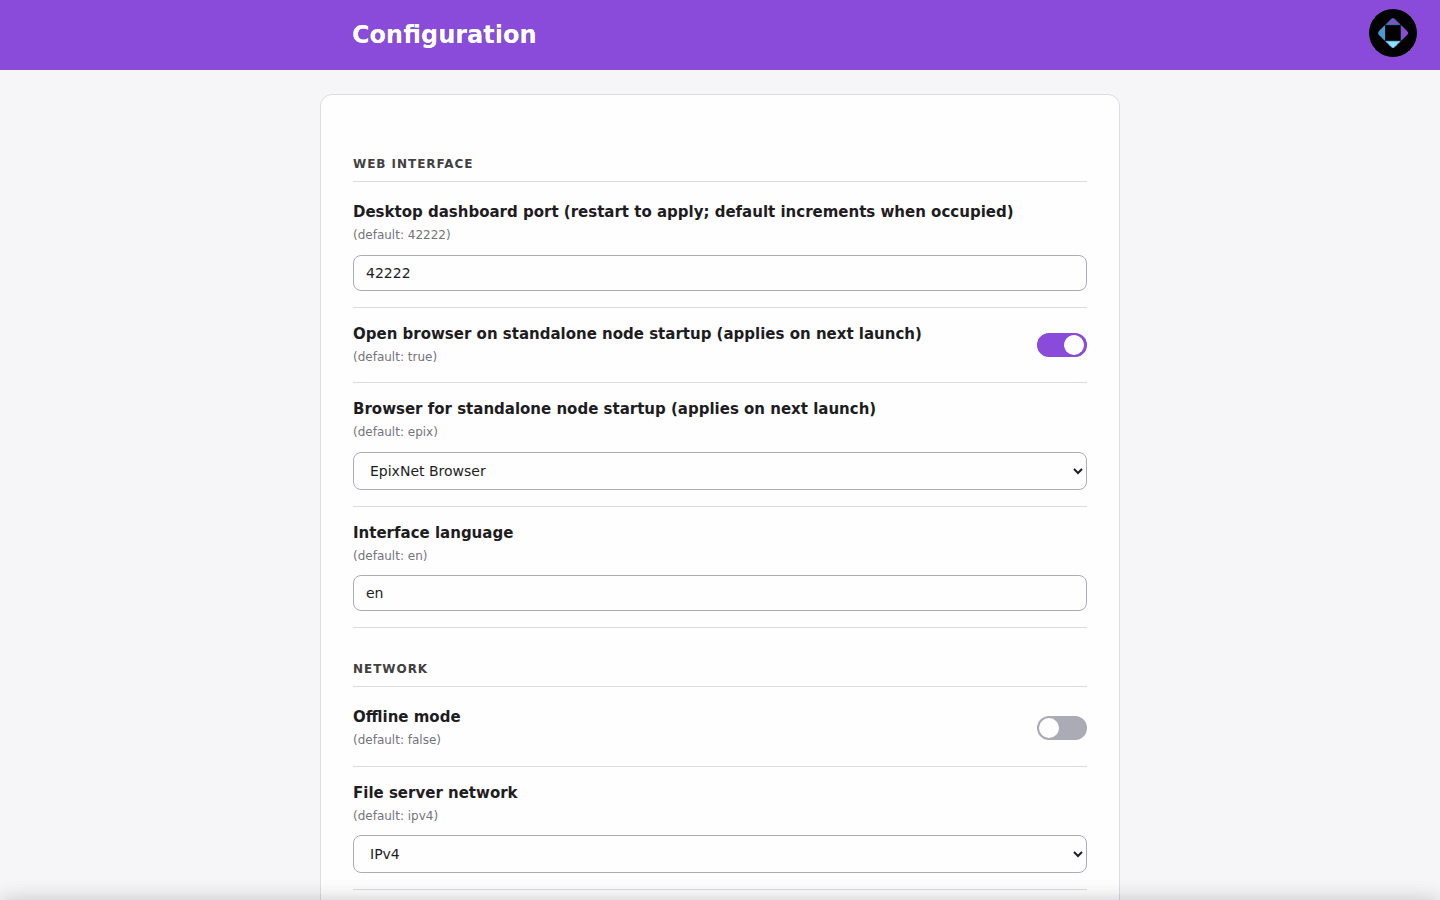 Configuration
WEB INTERFACE
Desktop dashboard port (restart to apply; default increments when occupied)
(default: 42222)
42222
Open browser on standalone node startup (applies on next launch)
(default: true)
Browser for standalone node startup (applies on next launch)
(default: epix)
EpixNet Browser
Interface language
(default: en)
en
NETWORK
Offline mode
(default: false)
File server network
(default: ipv4)
IPv4